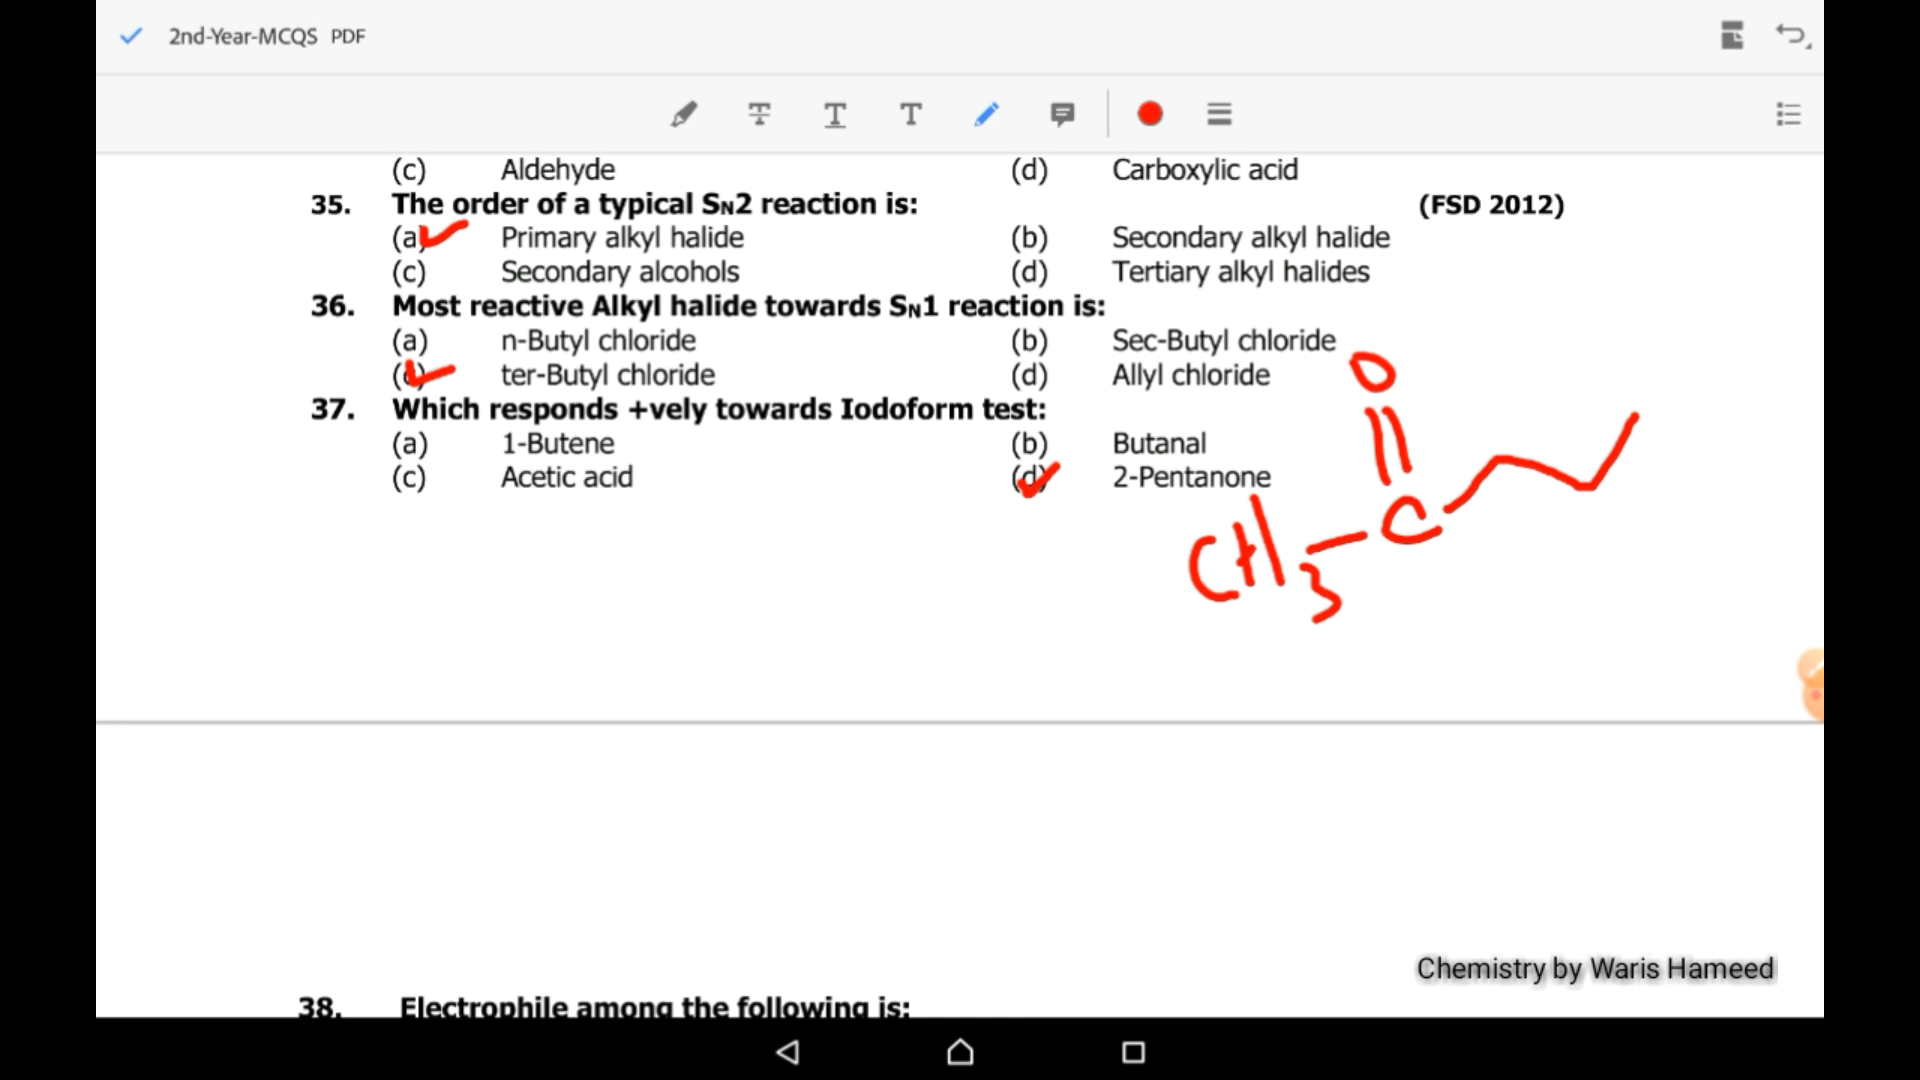 2nd-Year-MCQS PDF
(c) Aldehyde (d) Carboxylic acid
35. The order of a typical SN2 reaction is: (FSD 2012)
(a) Primary alkyl halide (b) Secondary alkyl halide
(c) Secondary alcohols (d) Tertiary alkyl halides
36. Most reactive Alkyl halide towards SN1 reaction is:
(a) n-Butyl chloride (b) Sec-Butyl chloride
(c) ter-Butyl chloride (d) Allyl chloride
37. Which responds +vely towards Iodoform test:
(a) 1-Butene (b) Butanal
(c) Acetic acid (d) 2-Pentanone
O
CH3 C
Chemistry by Waris Hameed
38. Electrophile among the following is: